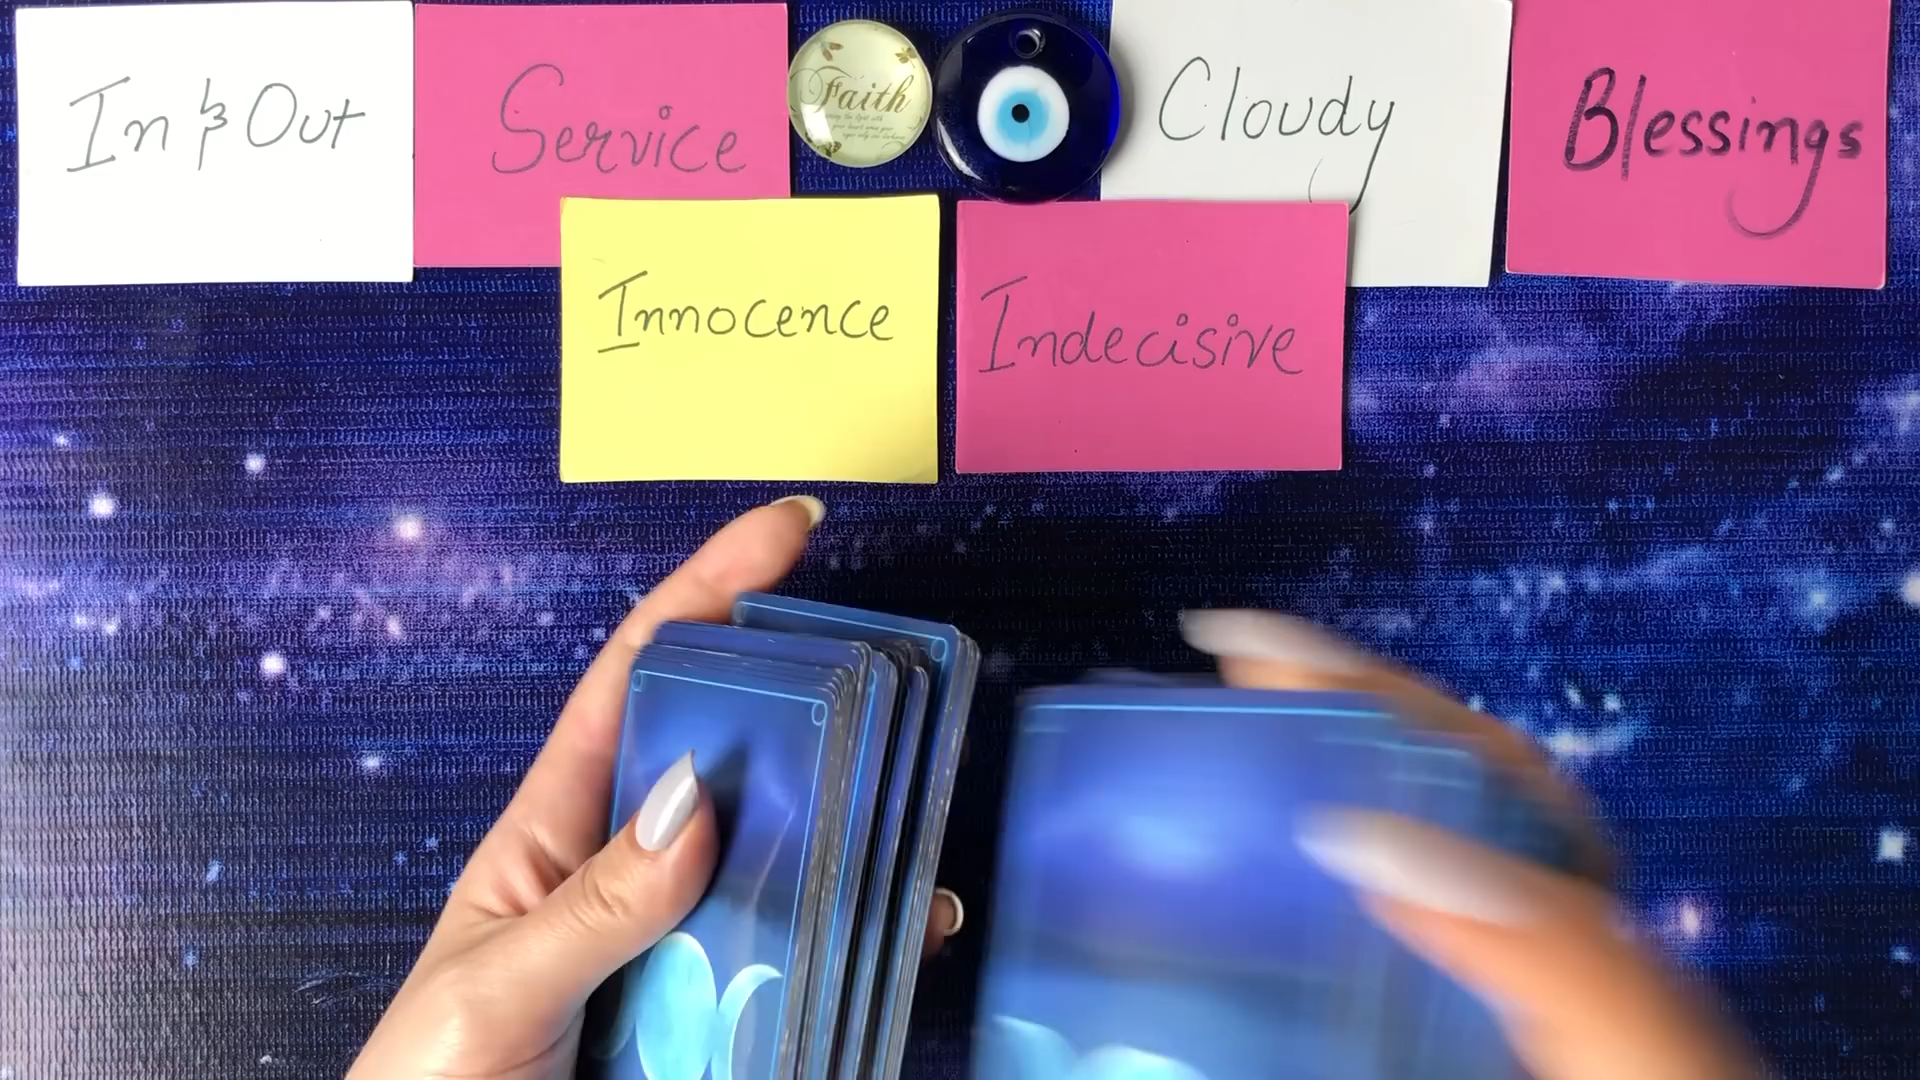 In & Out
Service
Faith
Cloudy
Blessings
Innocence
Indecisive